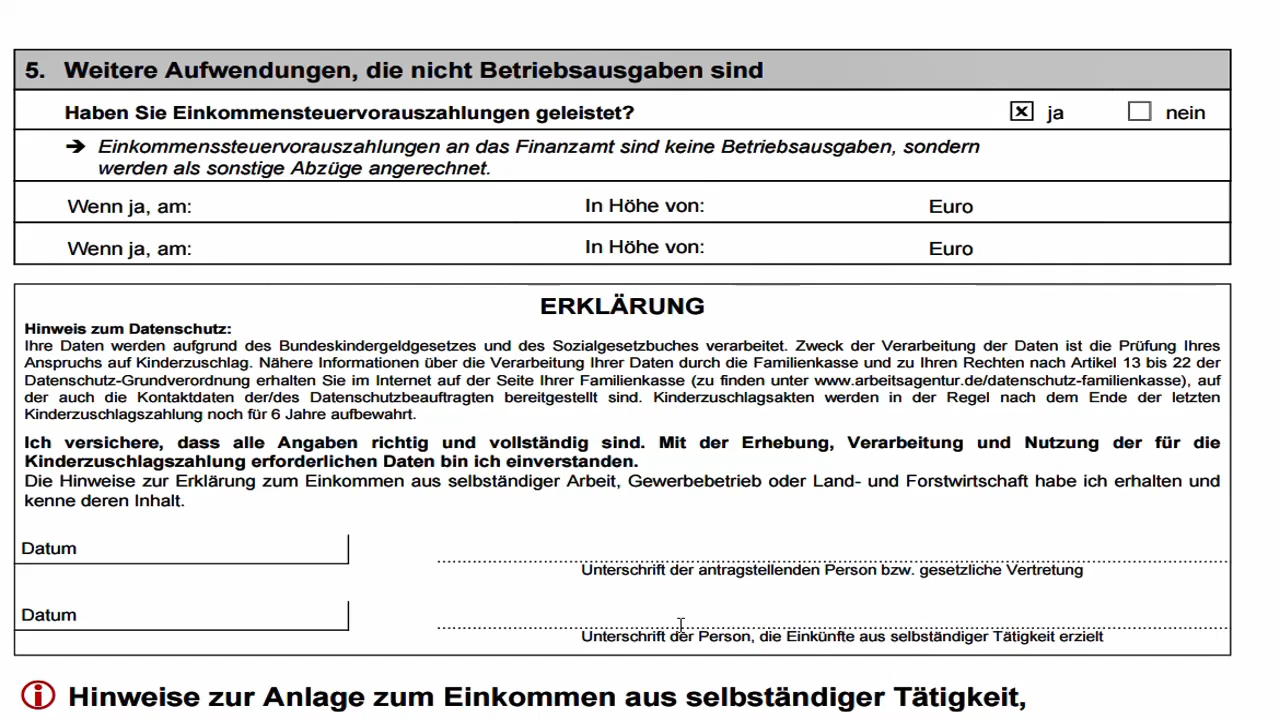 5. Weitere Aufwendungen, die nicht Betriebsausgaben sind
Haben Sie Einkommensteuervorauszahlungen geleistet? ja nein
Einkommenssteuervorauszahlungen an das Finanzamt sind keine Betriebsausgaben, sondern
werden als sonstige Abzüge angerechnet.
Wenn ja, am: In Höhe von: Euro
Wenn ja, am: In Höhe von: Euro
ERKLÄRUNG
Hinweis zum Datenschutz:
Ihre Daten werden aufgrund des Bundeskindergeldgesetzes und des Sozialgesetzbuches verarbeitet. Zweck der Verarbeitung der Daten ist die Prüfung Ihres
Anspruchs auf Kinderzuschlag. Nähere Informationen über die Verarbeitung Ihrer Daten durch die Familienkasse und zu Ihren Rechten nach Artikel 13 bis 22 der
Datenschutz-Grundverordnung erhalten Sie im Internet auf der Seite Ihrer Familienkasse (zu finden unter www.arbeitsagentur.de/datenschutz-familienkasse), auf
der auch die Kontaktdaten der/des Datenschutzbeauftragten bereitgestellt sind. Kinderzuschlagsakten werden in der Regel nach dem Ende der letzten
Kinderzuschlagszahlung noch für 6 Jahre aufbewahrt.
Ich versichere, dass alle Angaben richtig und vollständig sind. Mit der Erhebung, Verarbeitung und Nutzung der für die
Kinderzuschlagszahlung erforderlichen Daten bin ich einverstanden.
Die Hinweise zur Erklärung zum Einkommen aus selbständiger Arbeit, Gewerbebetrieb oder Land- und Forstwirtschaft habe ich erhalten und
kenne deren Inhalt.
Datum
Unterschrift der antragstellenden Person bzw. gesetzliche Vertretung
Datum
Unterschrift der Person, die Einkünfte aus selbständiger Tätigkeit erzielt
Hinweise zur Anlage zum Einkommen aus selbständiger Tätigkeit,